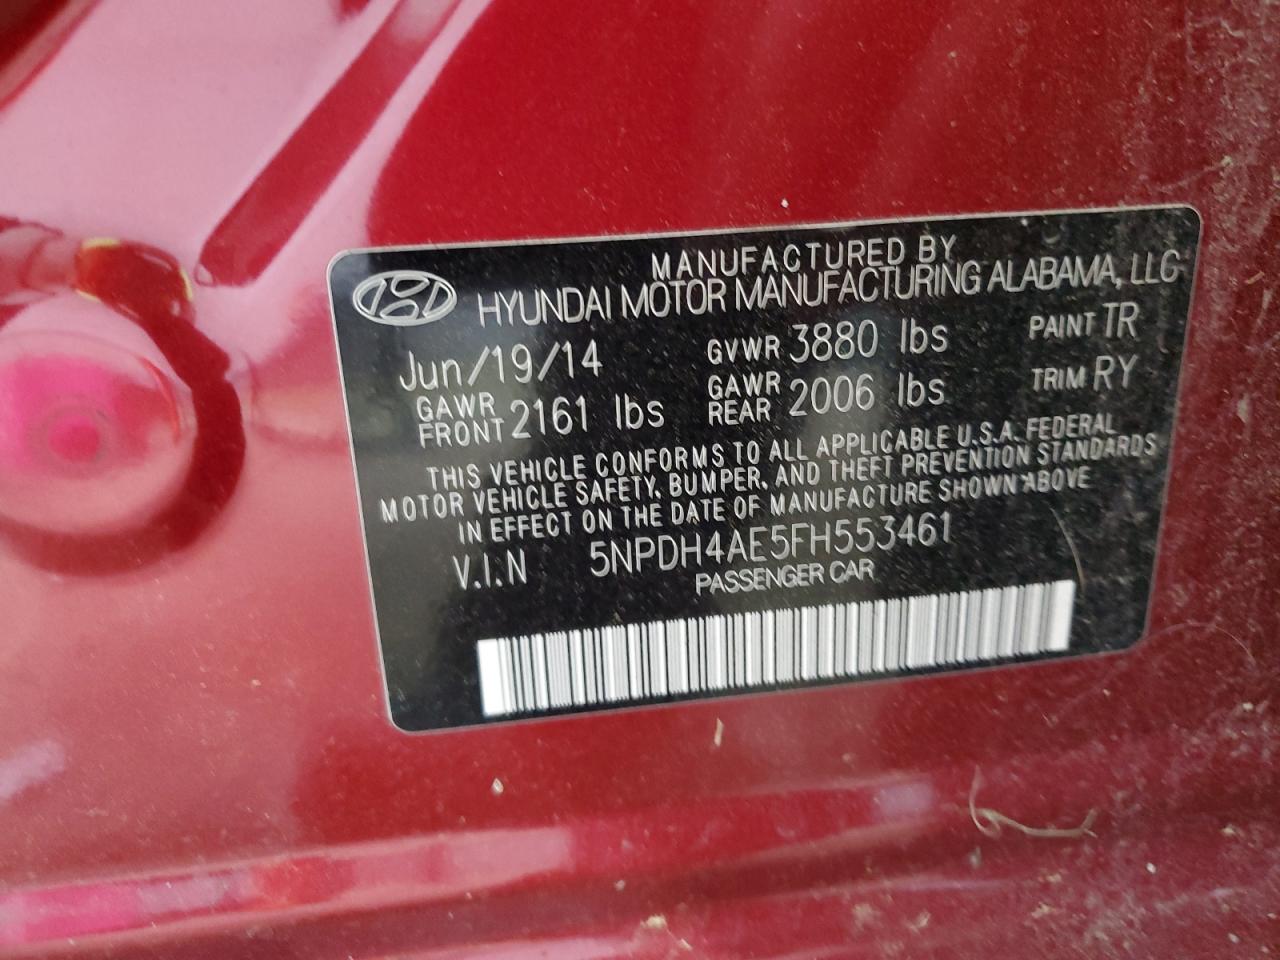 MANUFACTURED BY
HYUNDAI MOTOR MANUFACTURING ALABAMA, LLC
Jun/19/14 GVWR 3880 lbs PAINT TR
GAWR FRONT 2161 lbs GAWR REAR 2006 lbs TRIM RY
THIS VEHICLE CONFORMS TO ALL APPLICABLE U.S.A. FEDERAL
MOTOR VEHICLE SAFETY, BUMPER, AND THEFT PREVENTION STANDARDS
IN EFFECT ON THE DATE OF MANUFACTURE SHOWN ABOVE
V.I.N 5NPDH4AE5FH553461
PASSENGER CAR